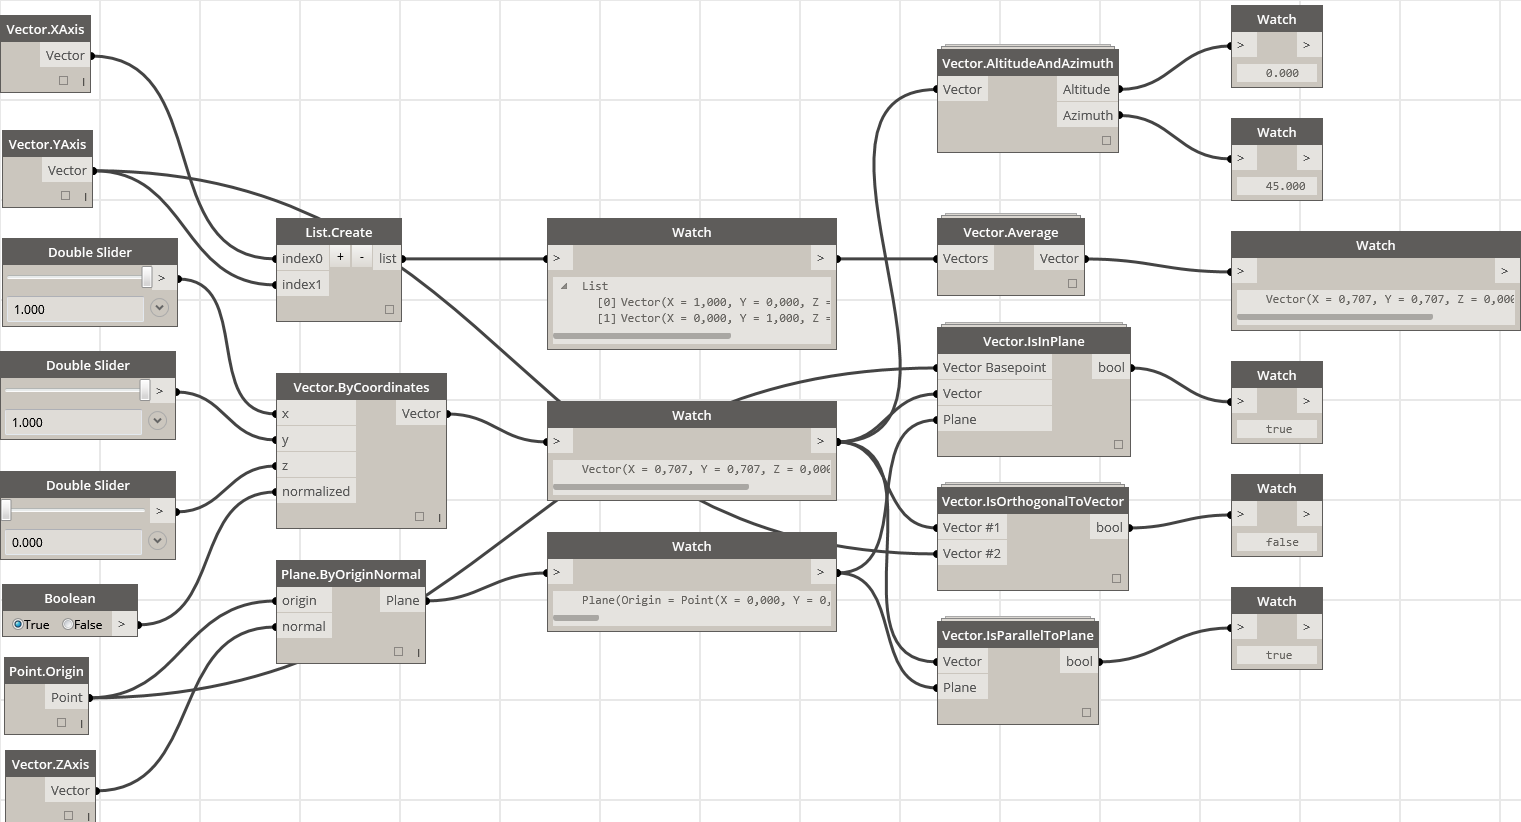 Vector.XAxis
Vector
I
Vector.YAxis
Vector
I
Double Slider
>
1.000
Double Slider
>
1.000
Double Slider
>
0.000
Boolean
True False >
Point.Origin
Point
I
Vector.ZAxis
Vector
I
List.Create
index0 + - list
index1
Vector.ByCoordinates
x Vector
y
z
normalized
I
Plane.ByOriginNormal
origin Plane
normal
I
Watch
> >
List
[0] Vector(X = 1,000, Y = 0,000, Z =
[1] Vector(X = 0,000, Y = 1,000, Z =
Watch
> >
Vector(X = 0,707, Y = 0,707, Z = 0,000
Watch
> >
Plane(Origin = Point(X = 0,000, Y = 0,
Vector.AltitudeAndAzimuth
Vector Altitude
Azimuth
Vector.Average
Vectors Vector
Vector.IsInPlane
Vector Basepoint bool
Vector
Plane
Vector.IsOrthogonalToVector
Vector #1 bool
Vector #2
Vector.IsParallelToPlane
Vector bool
Plane
Watch
> >
0.000
Watch
> >
45.000
Watch
> >
Vector(X = 0,707, Y = 0,707, Z = 0,000
Watch
> >
true
Watch
> >
false
Watch
> >
true